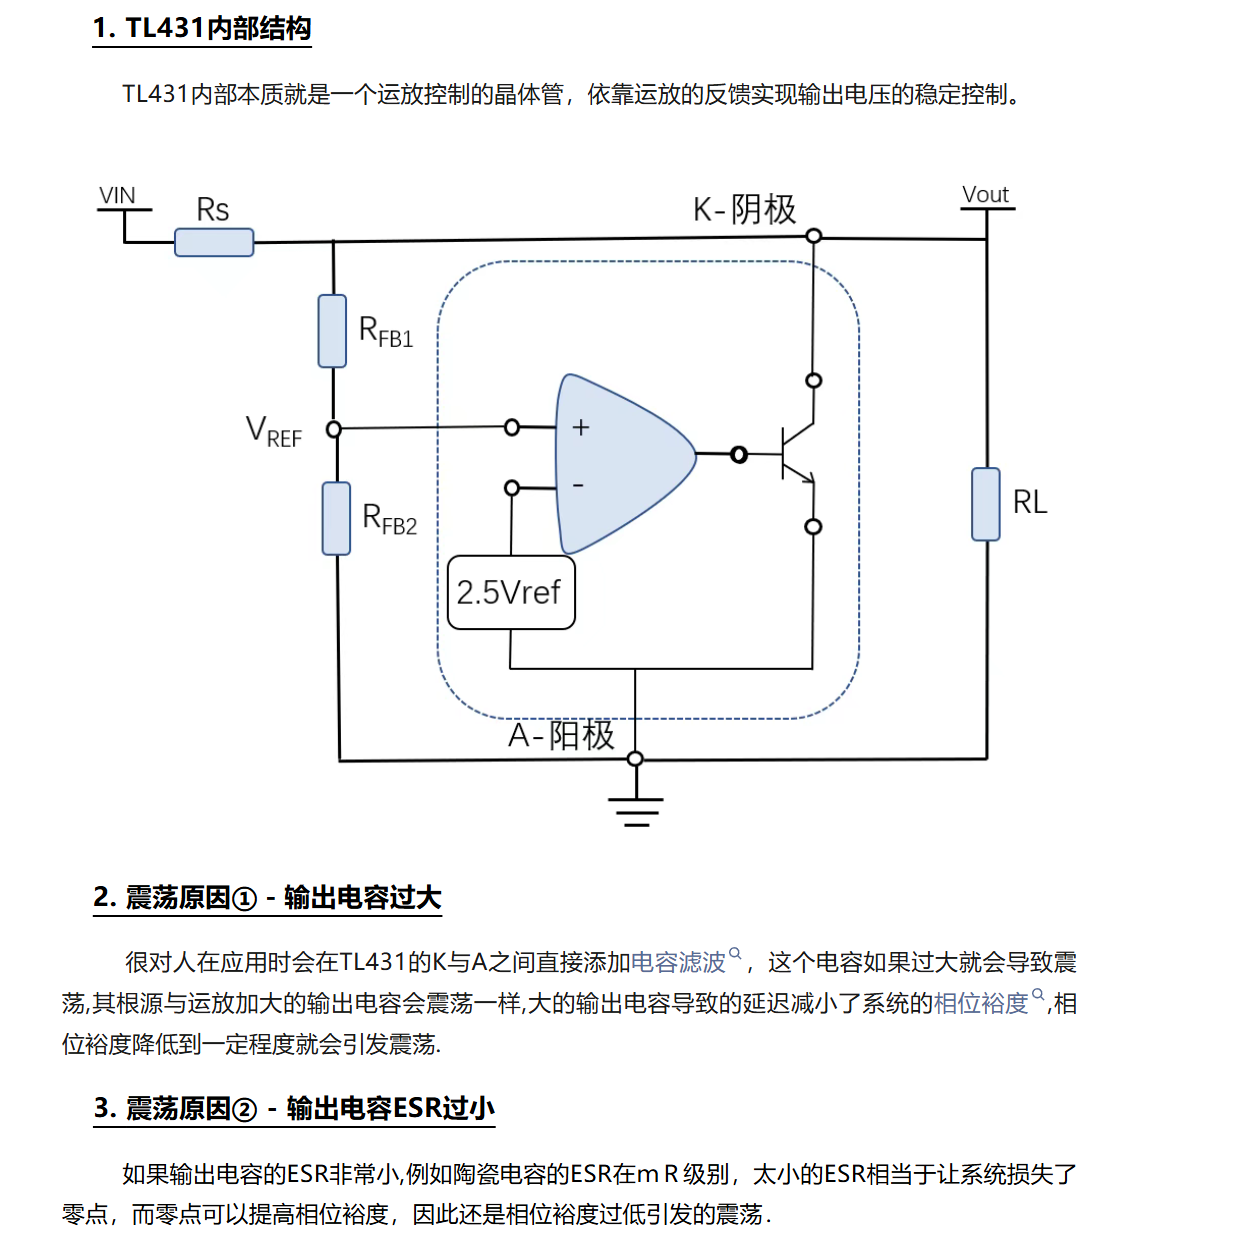 1. TL431内部结构
TL431内部本质就是一个运放控制的晶体管，依靠运放的反馈实现输出电压的稳定控制。
VIN
Rs
K-阴极
Vout
RFB1
VREF
+
-
RFB2
RL
2.5Vref
A-阳极
2. 震荡原因① - 输出电容过大
很对人在应用时会在TL431的K与A之间直接添加电容滤波，这个电容如果过大就会导致震
荡,其根源与运放加大的输出电容会震荡一样,大的输出电容导致的延迟减小了系统的相位裕度,相
位裕度降低到一定程度就会引发震荡.
3. 震荡原因② - 输出电容ESR过小
如果输出电容的ESR非常小,例如陶瓷电容的ESR在mR级别，太小的ESR相当于让系统损失了
零点，而零点可以提高相位裕度，因此还是相位裕度过低引发的震荡.